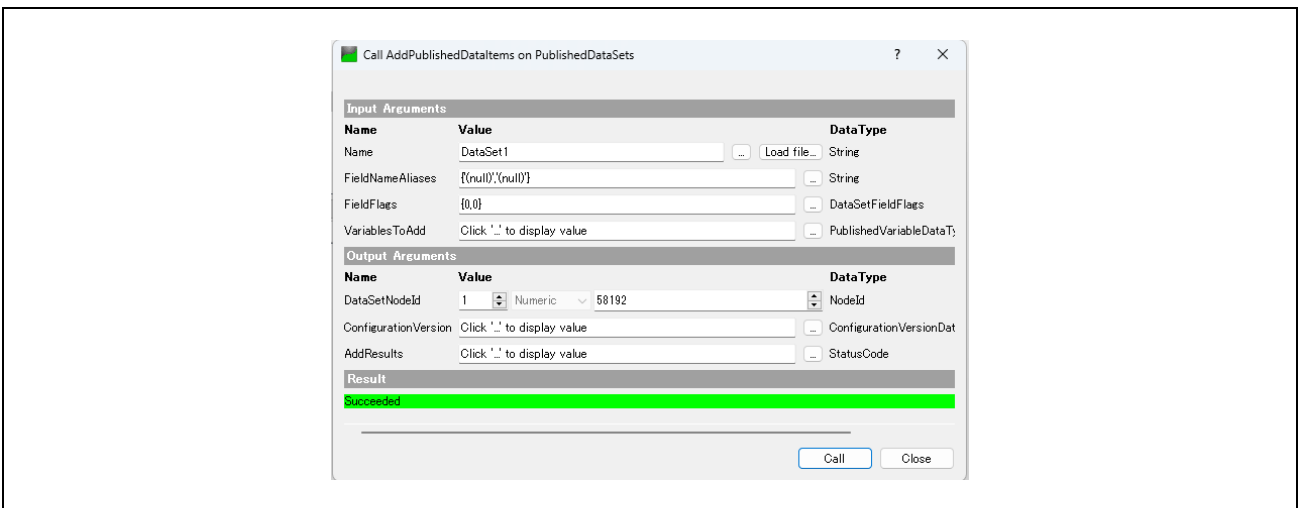 Call AddPublishedDataItems on PublishedDataSets ? ×
Input Arguments
Name Value DataType
Name DataSet1 ... Load file... String
FieldNameAliases {'(null)','(null)'} ... String
FieldFlags {0,0} ... DataSetFieldFlags
VariablesToAdd Click '...' to display value ... PublishedVariableDataTy
Output Arguments
Name Value DataType
DataSetNodeId 1 Numeric 58192 NodeId
ConfigurationVersion Click '...' to display value ... ConfigurationVersionDat
AddResults Click '...' to display value ... StatusCode
Result
Succeeded
Call Close